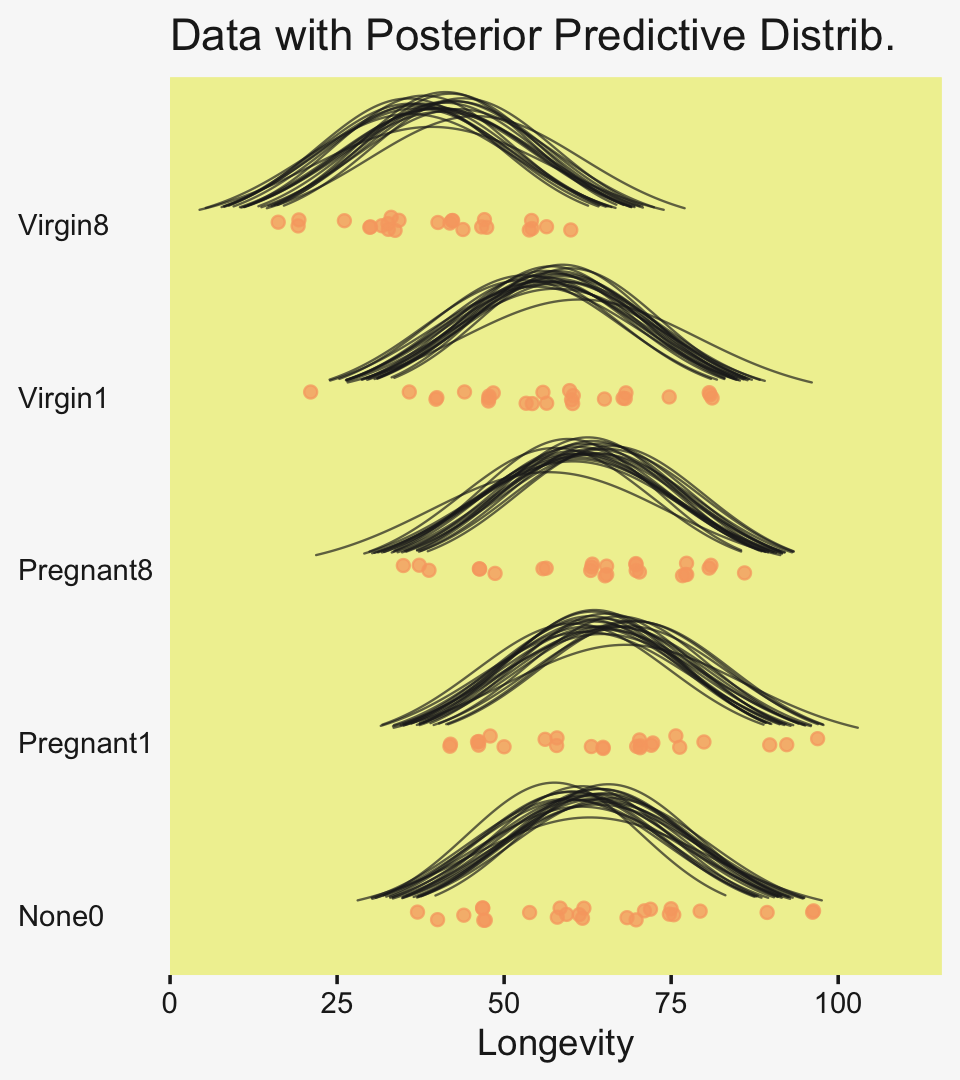 Data with Posterior Predictive Distrib.
Virgin8
Virgin1
Pregnant8
Pregnant1
None0
0 25 50 75 100
Longevity